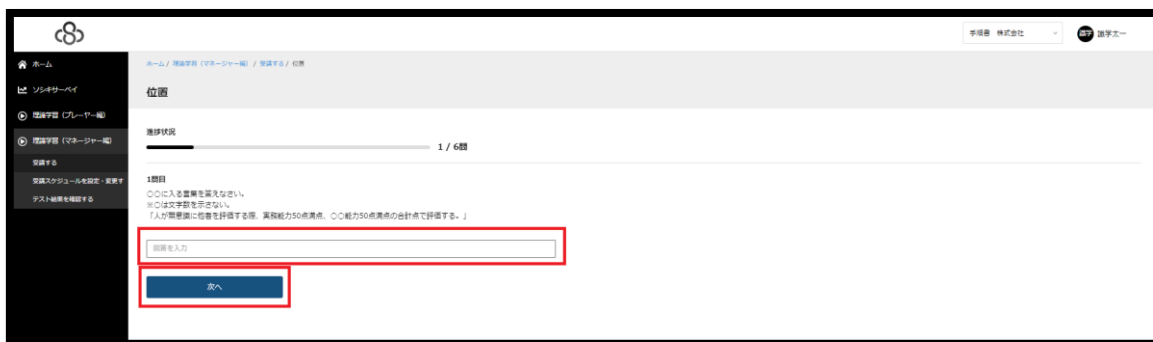 手順書 株式会社
識学 識学太一
ホーム
ソシキサーベイ
理論学習(プレーヤー編)
理論学習(マネージャー編)
受講する
受講スケジュールを設定・変更す
テスト結果を確認する
ホーム / 理論学習(マネージャー編) / 受講する / 位置
位置
進捗状況
1 / 6問
1問目
○○に入る言葉を答えなさい。
※○は文字数を示さない。
「人が無意識に他者を評価する際、実務能力50点満点、○○能力50点満点の合計点で評価する。」
回答を入力
次へ